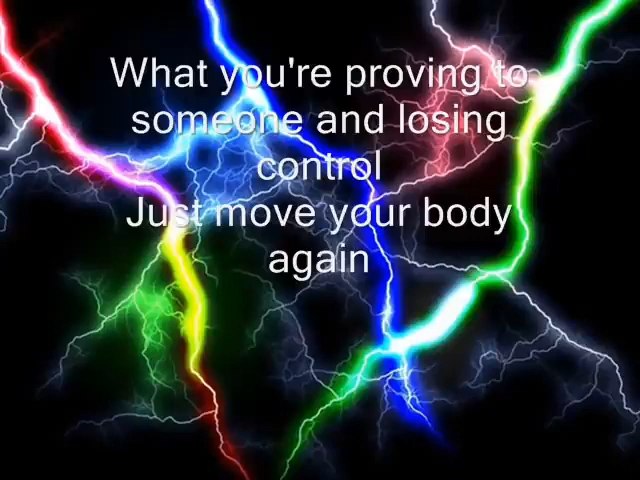 What you're proving to
someone and losing
control
Just move your body
again